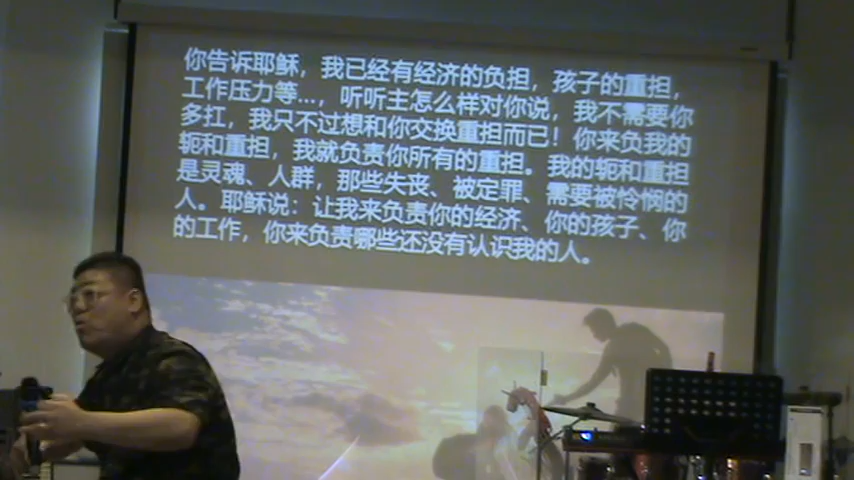 你告诉耶稣，我已经有经济的负担，孩子的重担，
工作压力等...，听听主怎么样对你说，我不需要你
多扛，我只不过想和你交换重担而已！你来负我的
轭和重担，我就负责你所有的重担。我的轭和重担
是灵魂、人群，那些失丧、被定罪、需要被怜悯的
人。耶稣说：让我来负责你的经济、你的孩子、你
的工作，你来负责哪些还没有认识我的人。